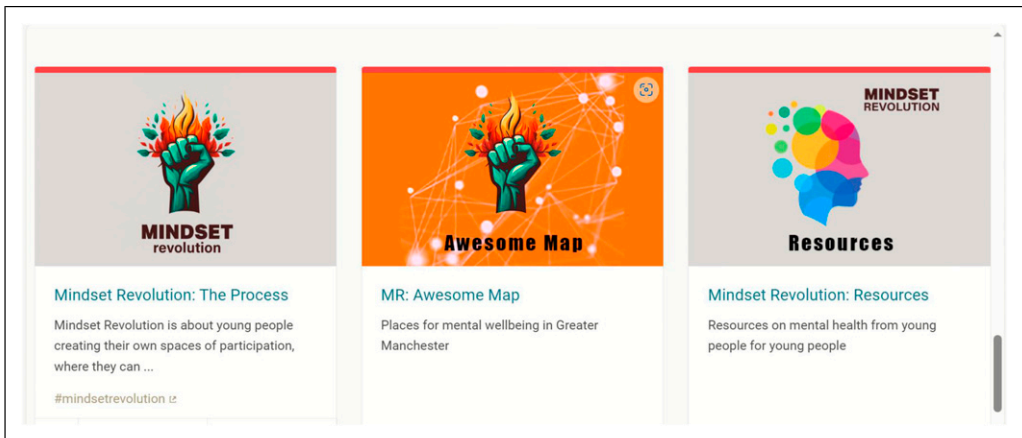 MINDSET
revolution
Mindset Revolution: The Process
Mindset Revolution is about young people
creating their own spaces of participation,
where they can ...
#mindsetrevolution
Awesome Map
MR: Awesome Map
Places for mental wellbeing in Greater
Manchester
MINDSET
REVOLUTION
Resources
Mindset Revolution: Resources
Resources on mental health from young
people for young people